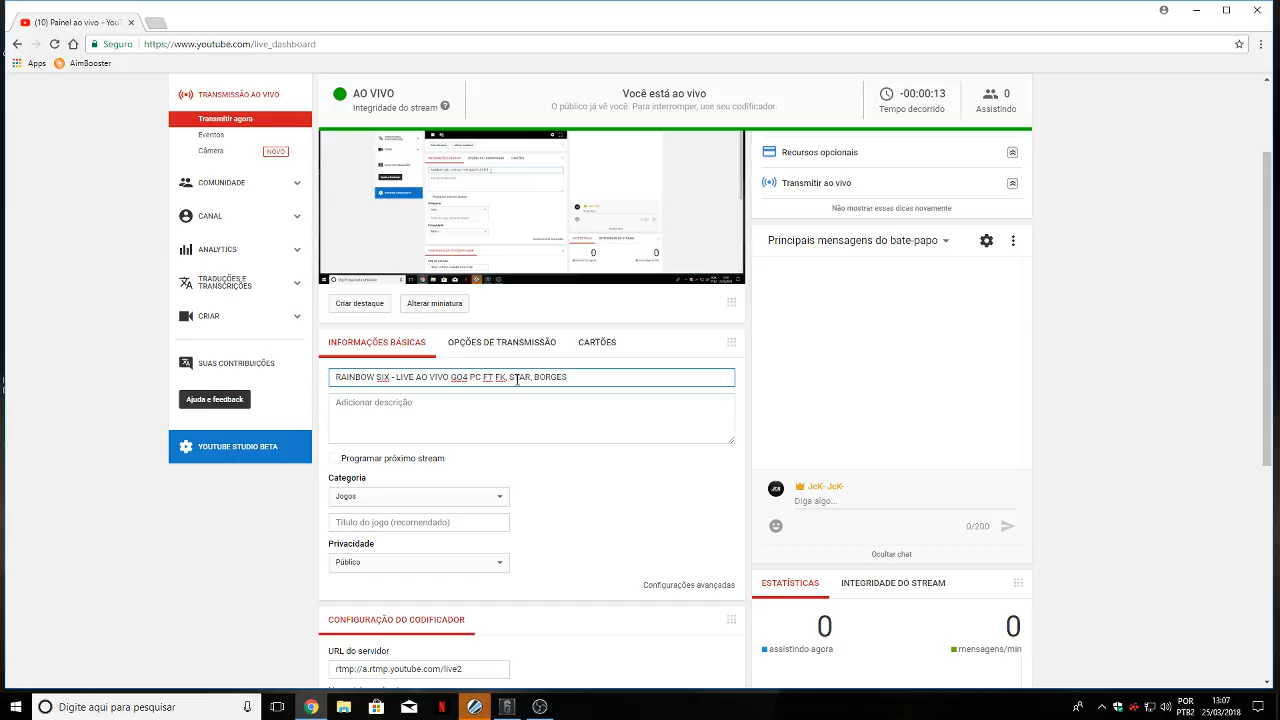 (10) Painel ao vivo - You
Seguro
https://www.youtube.com/live_dashboard
Apps
AimBooster
TRANSMISSÃO AO VIVO
Transmitir agora
Eventos
Câmera
NOVO
COMUNIDADE
CANAL
ANALYTICS
TRADUÇÕES E
TRANSCRIÇÕES
CRIAR
SUAS CONTRIBUIÇÕES
Ajuda e feedback
YOUTUBE STUDIO BETA
AO VIVO
Integridade do stream
Você está ao vivo
O público já vê você. Para interromper, use seu codificador.
-00:00:13
Tempo decorrido
0
Assistindo
Criar destaque
Alterar miniatura
INFORMAÇÕES BÁSICAS
OPÇÕES DE TRANSMISSÃO
CARTÕES
RAINBOW SIX - LIVE AO VIVO GO4 PC FT FK, STAR, BORGES
Adicionar descrição
Programar próximo stream
Categoria
Jogos
Título do jogo (recomendado)
Privacidade
Público
Configurações avançadas
CONFIGURAÇÃO DO CODIFICADOR
URL do servidor
rtmp://a.rtmp.youtube.com/live2
Recursos opcionais
Transmitir ao vivo
Não mostrar essas dicas novamente
Principais mensagens do bate-papo
JcK- JcK-
Diga algo...
0/200
Ocultar chat
ESTATÍSTICAS
INTEGRIDADE DO STREAM
0
assistindo agora
0
mensagens/min
Digite aqui para pesquisar
POR
PTB2
13:07
25/03/2018